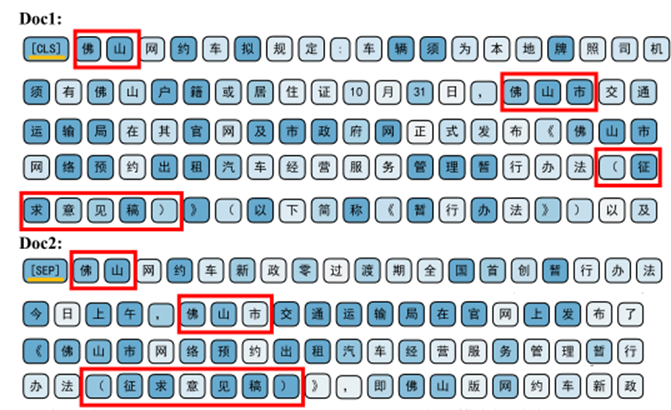 Doc1:
[CLS]佛山网约车拟规定:车辆须为本地牌照司机
须有佛山户籍或居住证10月31日,佛山市交通
运输局在其官网及市政府网正式发布《佛山市
网络预约出租汽车经营服务管理暂行办法(征
求意见稿)》(以下简称《暂行办法》)以及
Doc2:
[SEP]佛山网约车新政零过渡期全国首创暂行办法
今日上午,佛山市交通运输局在官网上发布了
《佛山市网络预约出租汽车经营服务管理暂行
办法(征求意见稿)》,即佛山版网约车新政